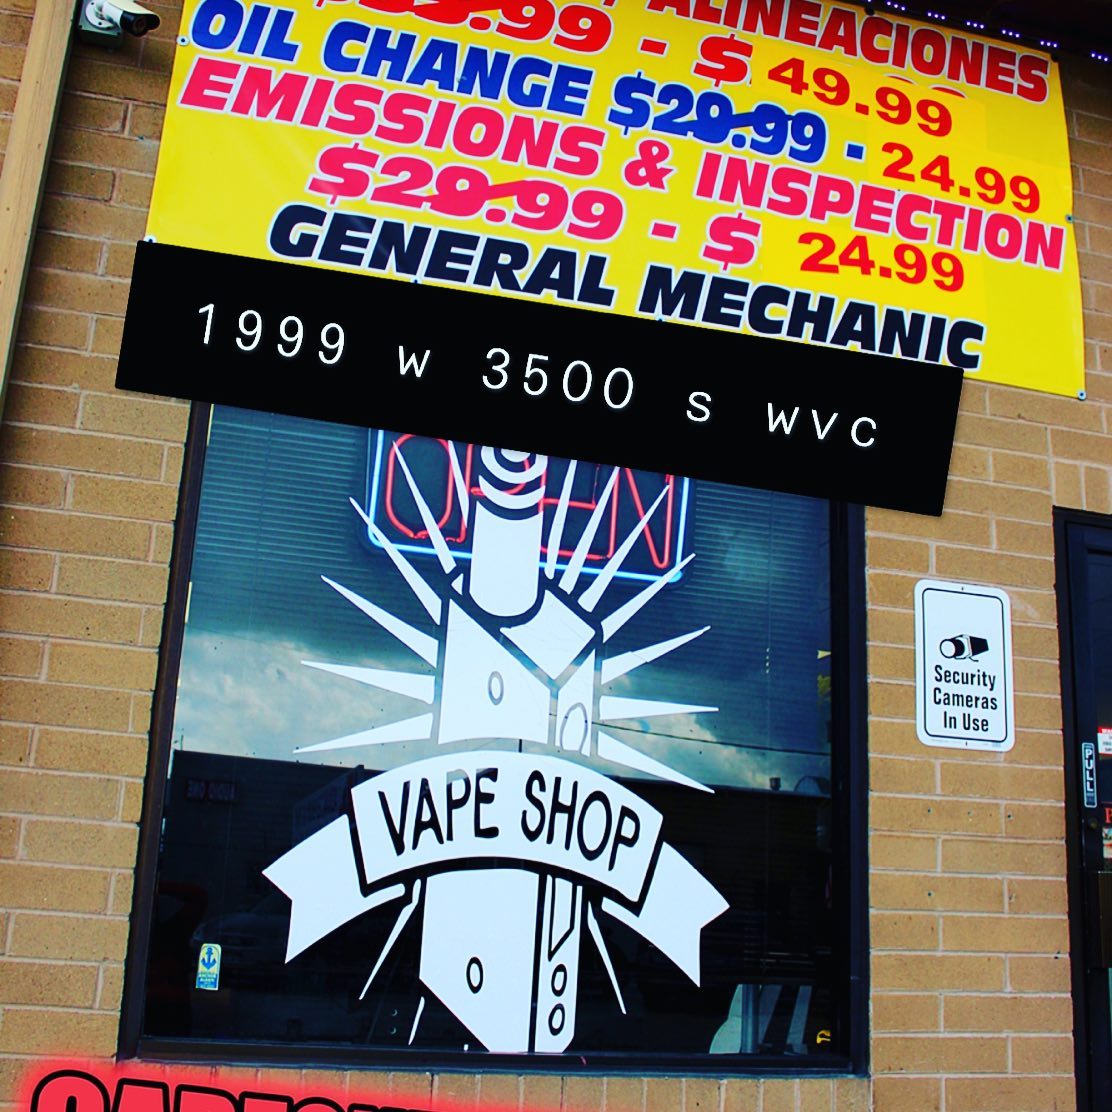 ALINEACIONES
.99 - $ 49.99
OIL CHANGE $29.99 - 24.99
EMISSIONS & INSPECTION
$29.99 - $ 24.99
GENERAL MECHANIC
1999 w 3500 s wvc
Security
Cameras
In Use
PULL
VAPE SHOP